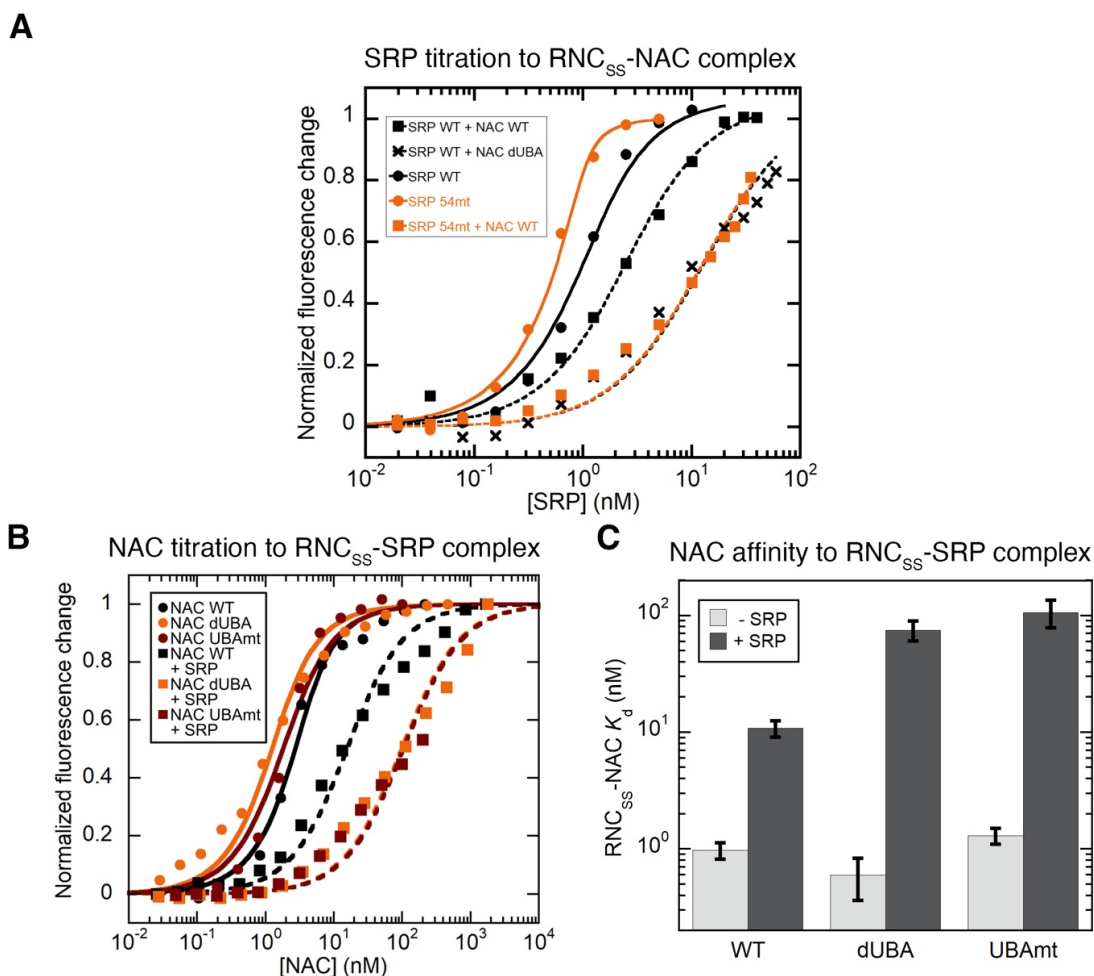 A
SRP titration to RNCSS-NAC complex
Normalized fluorescence change
1
0.8
0.6
0.4
0.2
0
SRP WT + NAC WT
SRP WT + NAC dUBA
SRP WT
SRP 54mt
SRP 54mt + NAC WT
10-2 10-1 100 101 102
[SRP] (nM)
B
NAC titration to RNCSS-SRP complex
Normalized fluorescence change
1
0.8
0.6
0.4
0.2
0
NAC WT
NAC dUBA
NAC UBAmt
NAC WT
+ SRP
NAC dUBA
+ SRP
NAC UBAmt
+ SRP
10-2 10-1 100 101 102 103 104
[NAC] (nM)
C
NAC affinity to RNCSS-SRP complex
RNCSS-NAC Kd (nM)
102
101
100
- SRP
+ SRP
WT dUBA UBAmt